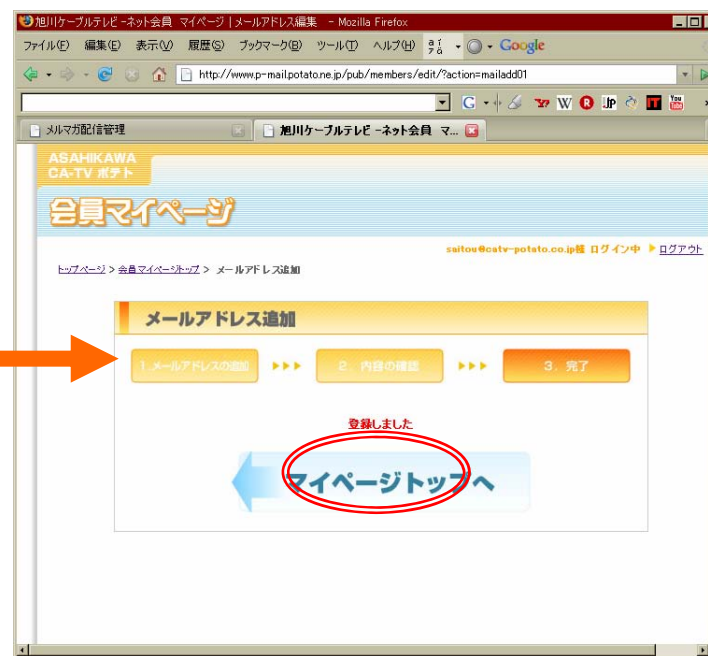 旭川ケーブルテレビ -ネット会員 マイページ | メールアドレス編集 - Mozilla Firefox
ファイル(F) 編集(E) 表示(V) 履歴(S) ブックマーク(B) ツール(T) ヘルプ(H) Google
http://www.p-mail.potato.ne.jp/pub/members/edit/?action=mailadd01
G W JP You
メルマガ配信管理 旭川ケーブルテレビ -ネット会員 マ...
ASAHIKAWA
CA-TV ポテト
会員マイページ
saitou@catv-potato.co.jp様 ログイン中 ログアウト
トップページ > 会員マイページトップ > メールアドレス追加
メールアドレス追加
1.メールアドレスの追加 2. 内容の確認 3. 完了
登録しました
マイページトップへ